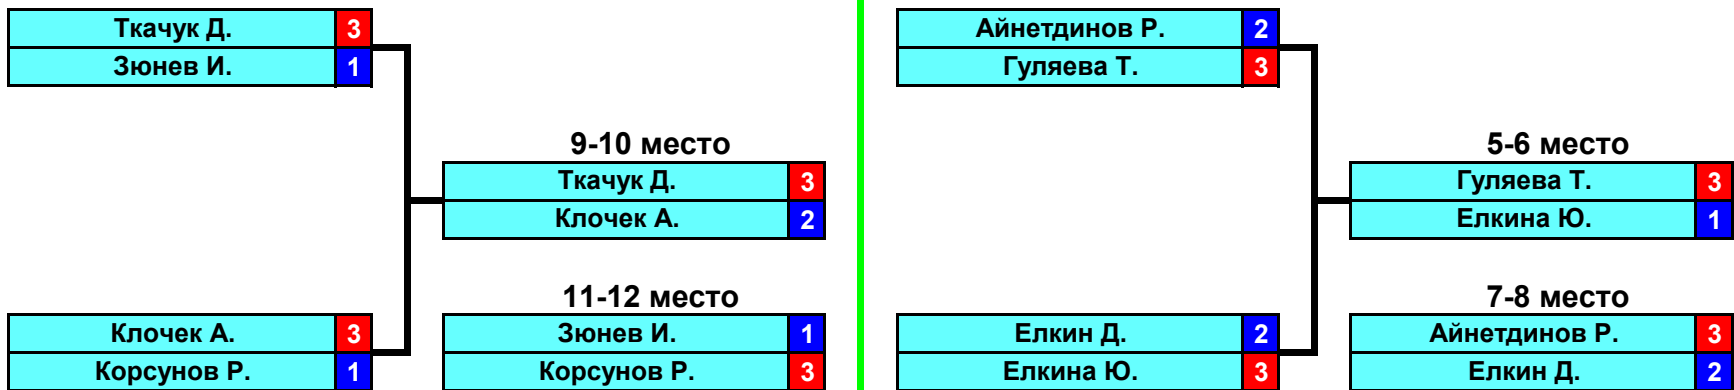 Ткачук Д. 3
Зюнев И. 1
9-10 место
Ткачук Д. 3
Клочек А. 2
11-12 место
Клочек А. 3
Корсунов Р. 1
Зюнев И. 1
Корсунов Р. 3
Айнетдинов Р. 2
Гуляева Т. 3
5-6 место
Гуляева Т. 3
Елкина Ю. 1
7-8 место
Елкин Д. 2
Елкина Ю. 3
Айнетдинов Р. 3
Елкин Д. 2